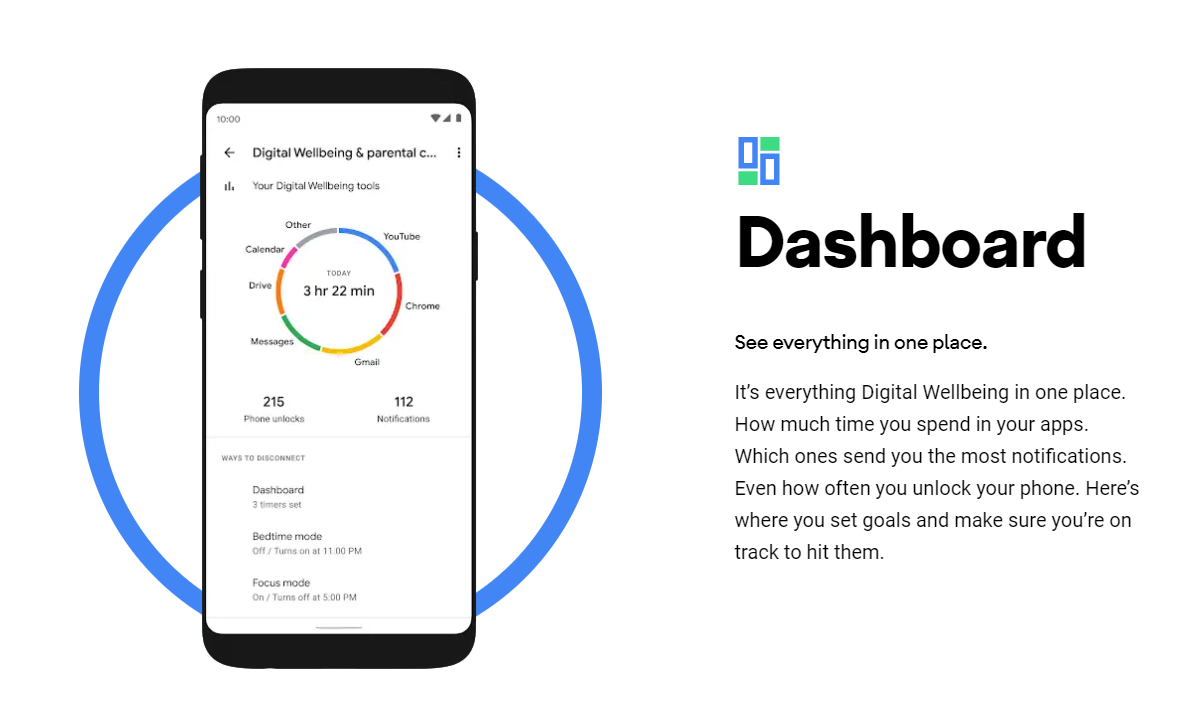 10:00
Digital Wellbeing & parental c...
Your Digital Wellbeing tools
Other
YouTube
Calendar
TODAY
Drive
3 hr 22 min
Chrome
Messages
Gmail
215
112
Phone unlocks
Notifications
WAYS TO DISCONNECT
Dashboard
3 timers set
Bedtime mode
Off / Turns on at 11:00 PM
Focus mode
On / Turns off at 5:00 PM
Dashboard
See everything in one place.
It’s everything Digital Wellbeing in one place.
How much time you spend in your apps.
Which ones send you the most notifications.
Even how often you unlock your phone. Here’s
where you set goals and make sure you’re on
track to hit them.